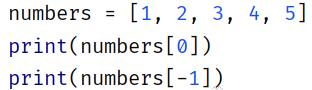 numbers = [1, 2, 3, 4, 5]
print(numbers[0])
print(numbers[-1])